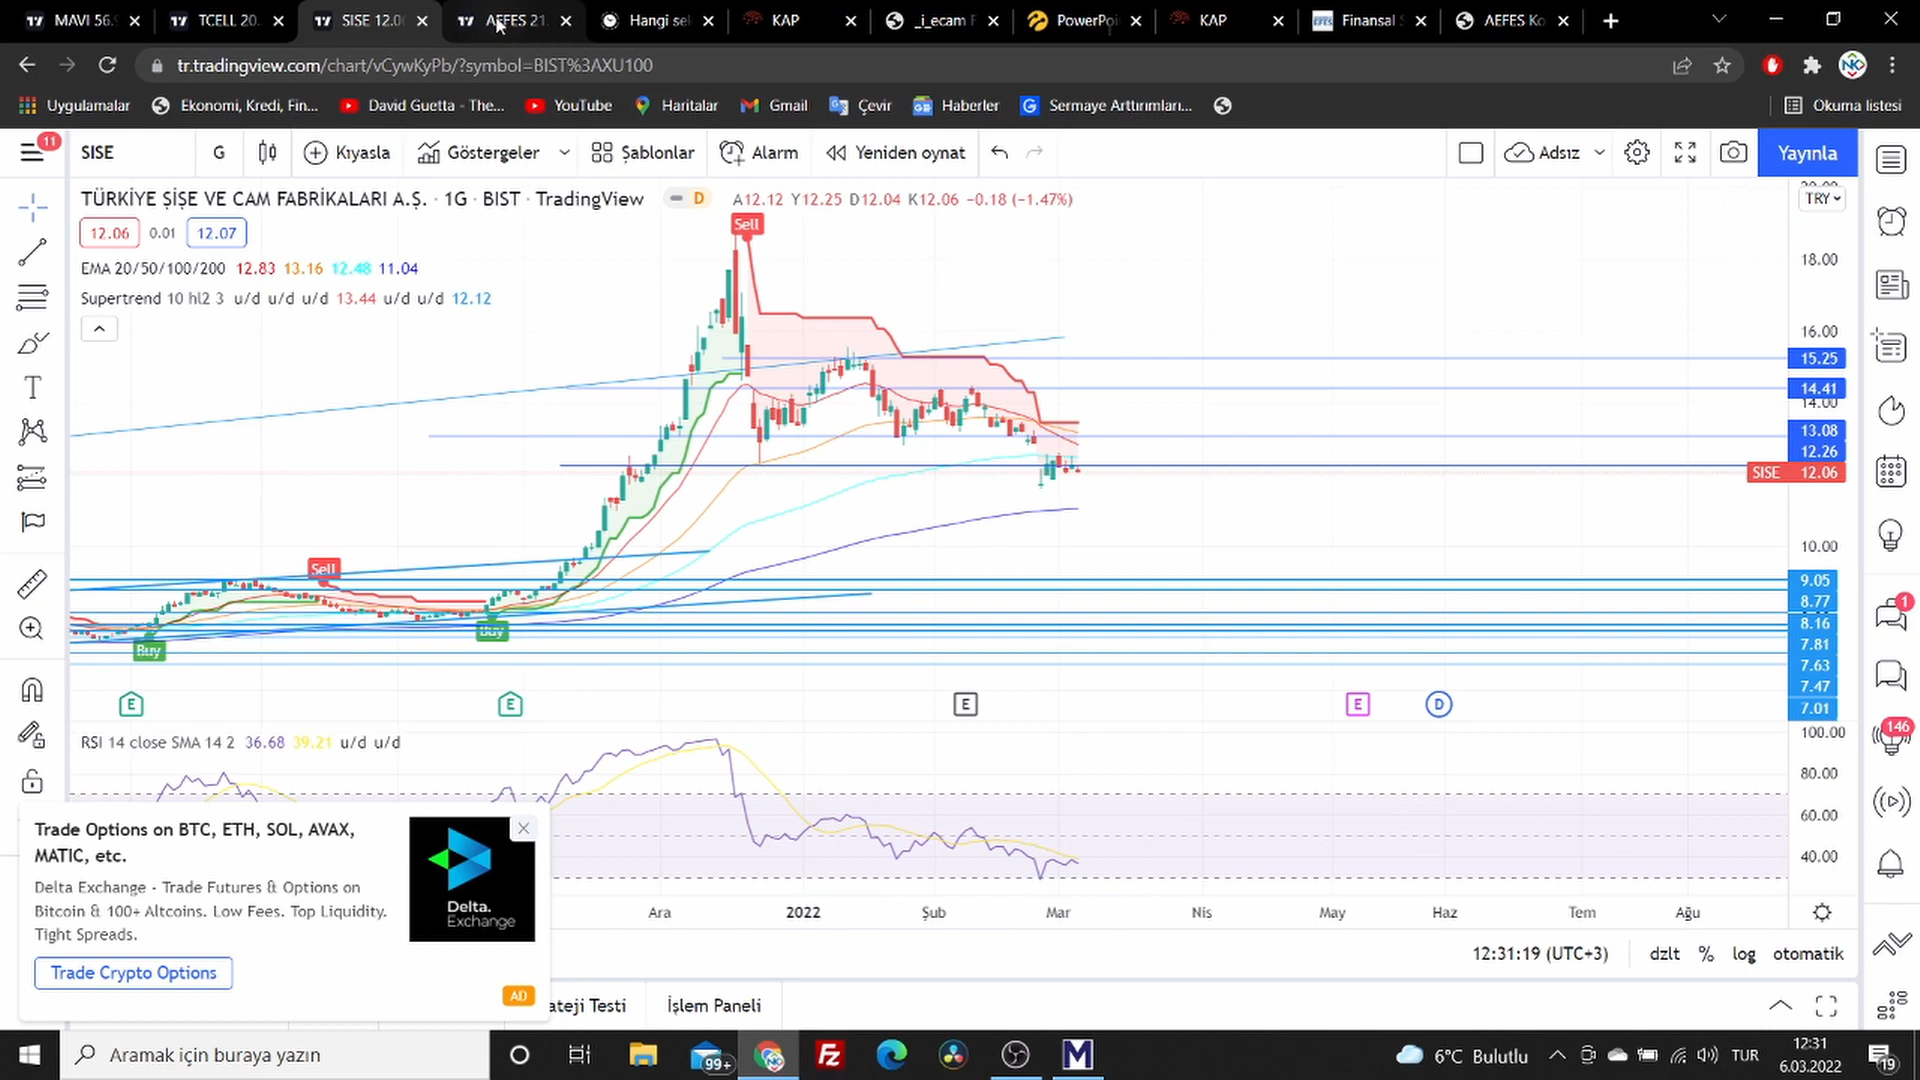 MAVI 56.
TCELL 20.
SISE 12.0
AEFES 21
Hangi sek
KAP
_i_ecam F
PowerPoi
KAP
Finansal
AEFES Ko
tr.tradingview.com/chart/vCywKyPb/?symbol=BIST%3AXU100
Uygulamalar
Ekonomi, Kredi, Fin...
David Guetta - The...
YouTube
Haritalar
Gmail
Çevir
Haberler
Sermaye Arttırımları...
Okuma listesi
11
SISE
G
Kıyasla
Göstergeler
Şablonlar
Alarm
Yeniden oynat
Adsız
Yayınla
TÜRKİYE ŞİŞE VE CAM FABRİKALARI A.Ş. · 1G · BIST · TradingView
D
A12.12 Y12.25 D12.04 K12.06 −0.18 (−1.47%)
TRY
12.06 0.01 12.07
EMA 20/50/100/200 12.83 13.16 12.48 11.04
Supertrend 10 hl2 3 u/d u/d u/d 13.44 u/d u/d 12.12
Sell
18.00
16.00
15.25
14.41
14.00
13.08
12.26
SISE 12.06
10.00
Sell
Buy
Buy
9.05
8.77
8.16
7.81
7.63
7.47
7.01
E
E
E
E
D
1
146
RSI 14 close SMA 14 2 36.68 39.21 u/d u/d
100.00
80.00
60.00
40.00
Trade Options on BTC, ETH, SOL, AVAX,
MATIC, etc.
Delta Exchange - Trade Futures & Options on
Bitcoin & 100+ Altcoins. Low Fees. Top Liquidity.
Tight Spreads.
Trade Crypto Options
Delta.
Exchange
AD
Ara
2022
Şub
Mar
Nis
May
Haz
Tem
Ağu
12:31:19 (UTC+3)
dzlt
%
log
otomatik
ateji Testi
İşlem Paneli
Aramak için buraya yazın
99+
6°C Bulutlu
TUR
12:31
6.03.2022
19